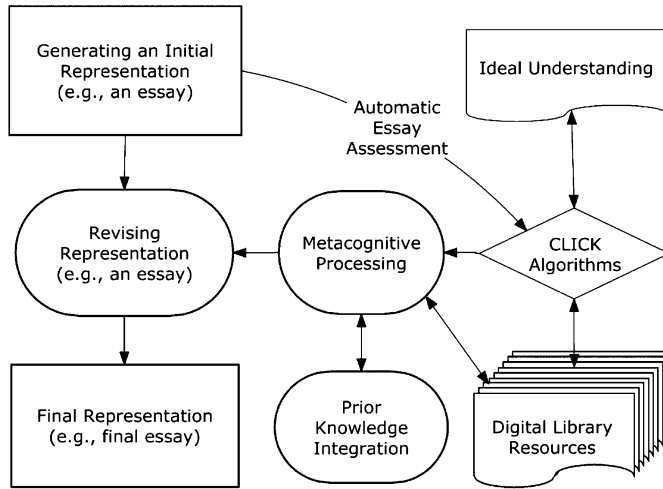 Generating an Initial
Representation
(e.g., an essay)
Ideal Understanding
Automatic
Essay
Assessment
Revising
Representation
(e.g., an essay)
Metacognitive
Processing
CLICK
Algorithms
Final Representation
(e.g., final essay)
Prior
Knowledge
Integration
Digital Library
Resources